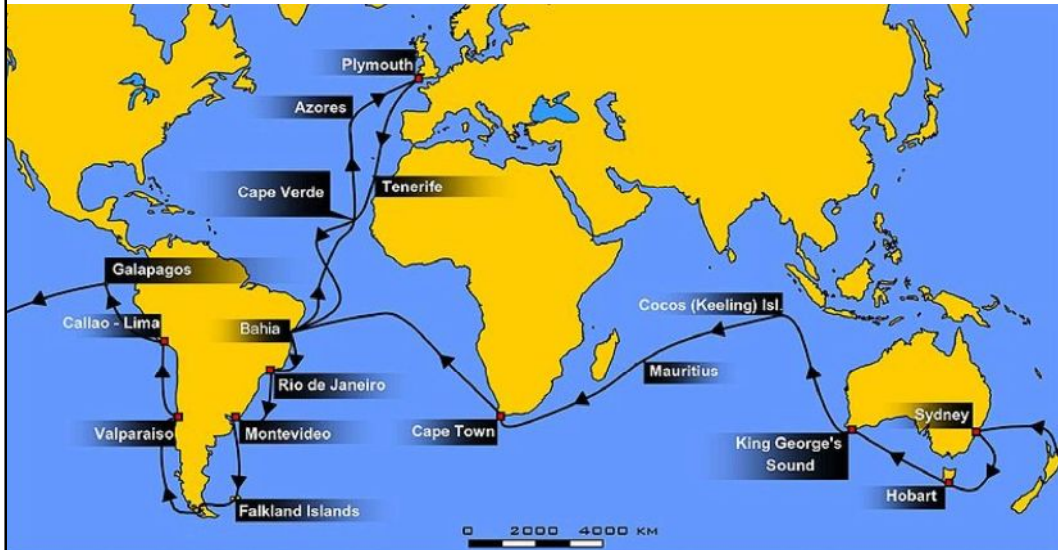 Plymouth
Azores
Tenerife
Cape Verde
Galapagos
Callao - Lima
Bahia
Cocos (Keeling) Isl.
Mauritius
Rio de Janeiro
Valparaiso
Montevideo
Cape Town
Sydney
King George's
Sound
Hobart
Falkland Islands
0 2000 4000 KM